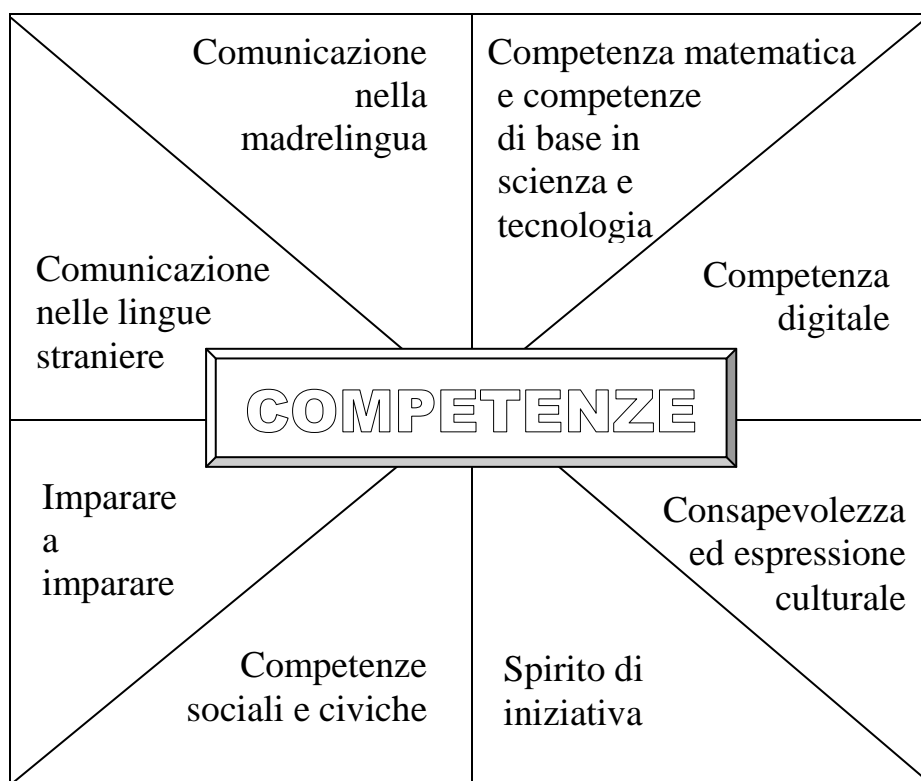 Comunicazione
nella
madrelingua
Competenza matematica
e competenze
di base in
scienza e
tecnologia
Comunicazione
nelle lingue
straniere
Competenza
digitale
COMPETENZE
Imparare
a
imparare
Consapevolezza
ed espressione
culturale
Competenze
sociali e civiche
Spirito di
iniziativa